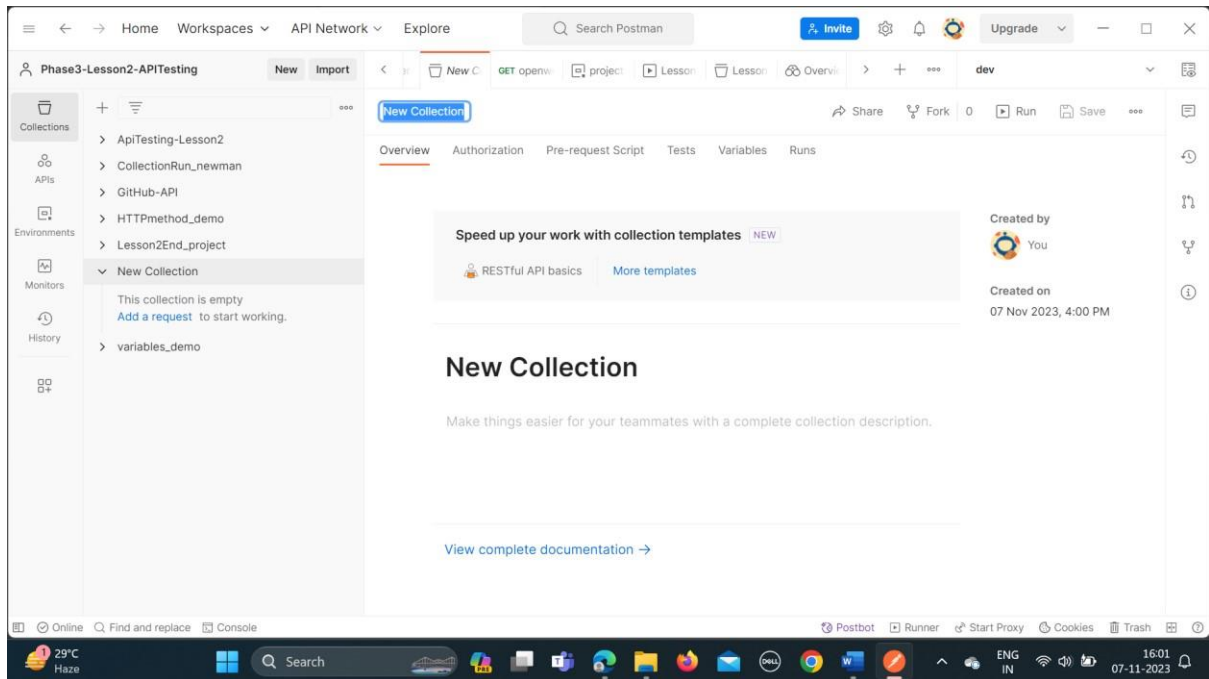 Home Workspaces API Network Explore Search Postman Invite Upgrade
Phase3-Lesson2-APITesting New Import New C GET openw project Lesson Lesson Overvi dev
Collections
APIs
Environments
Monitors
History
ApiTesting-Lesson2
CollectionRun_newman
GitHub-API
HTTPmethod_demo
Lesson2End_project
New Collection
This collection is empty
Add a request to start working.
variables_demo
New Collection Share Fork 0 Run Save
Overview Authorization Pre-request Script Tests Variables Runs
Speed up your work with collection templates NEW
RESTful API basics More templates
New Collection
Make things easier for your teammates with a complete collection description.
View complete documentation →
Created by
You
Created on
07 Nov 2023, 4:00 PM
Online Find and replace Console Postbot Runner Start Proxy Cookies Trash
1 29°C
Haze
Search
PRE
DELL
ENG
IN
16:01
07-11-2023